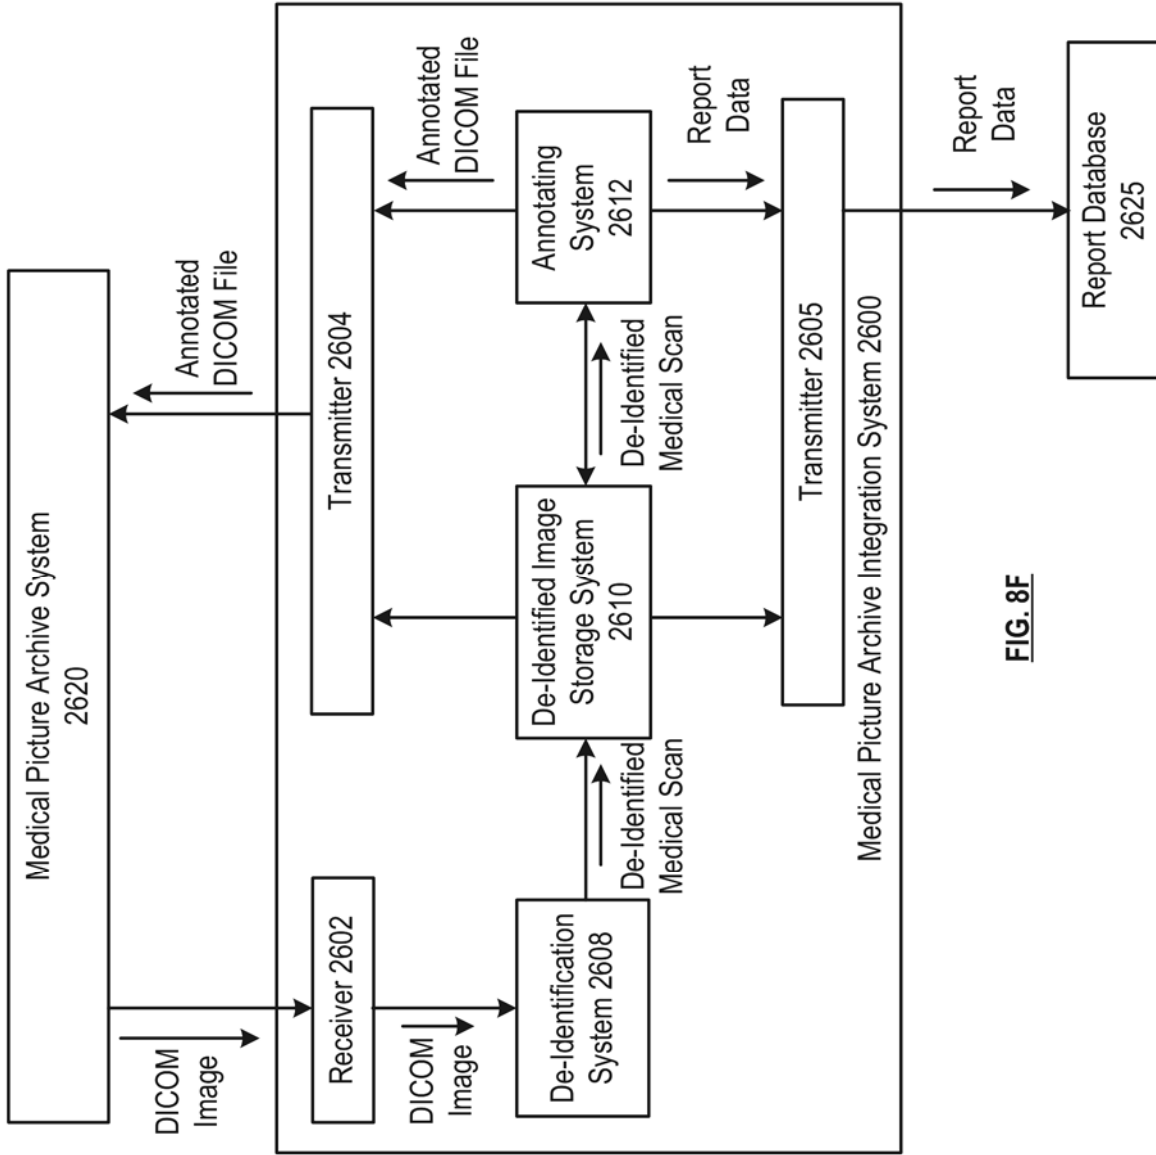 Medical Picture Archive System
2620
DICOM
Image
Annotated
DICOM File
Receiver 2602
Transmitter 2604
DICOM
Image
Annotated
DICOM File
De-Identification
System 2608
De-Identified
Medical Scan
De-Identified Image
Storage System
2610
De-Identified
Medical Scan
Annotating
System
2612
Report
Data
Transmitter 2605
Medical Picture Archive Integration System 2600
Report
Data
Report Database
2625
FIG. 8F